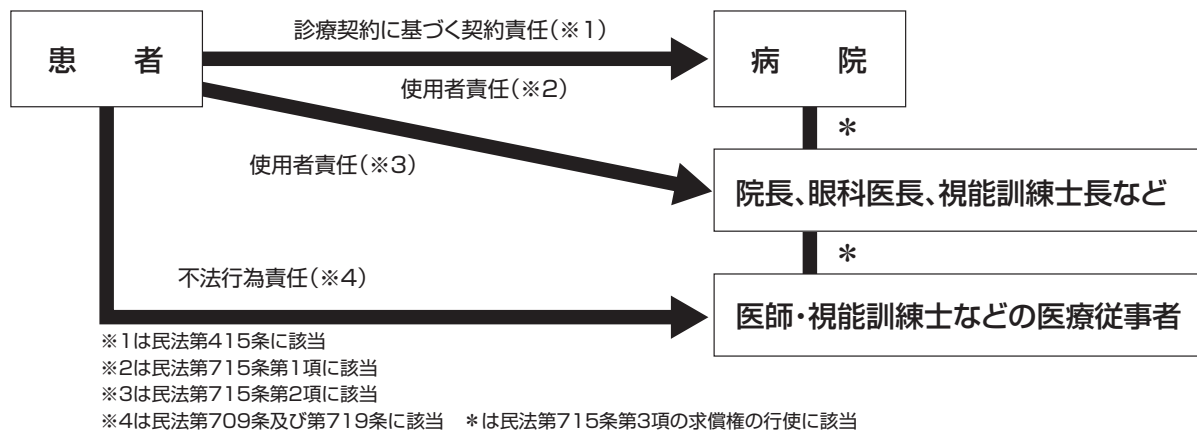 診療契約に基づく契約責任(※1)
患 者
病 院
使用者責任(※2)
*
使用者責任(※3)
院長、眼科医長、視能訓練士長など
*
不法行為責任(※4)
医師・視能訓練士などの医療従事者
※1は民法第415条に該当
※2は民法第715条第1項に該当
※3は民法第715条第2項に該当
※4は民法第709条及び第719条に該当 *は民法第715条第3項の求償権の行使に該当